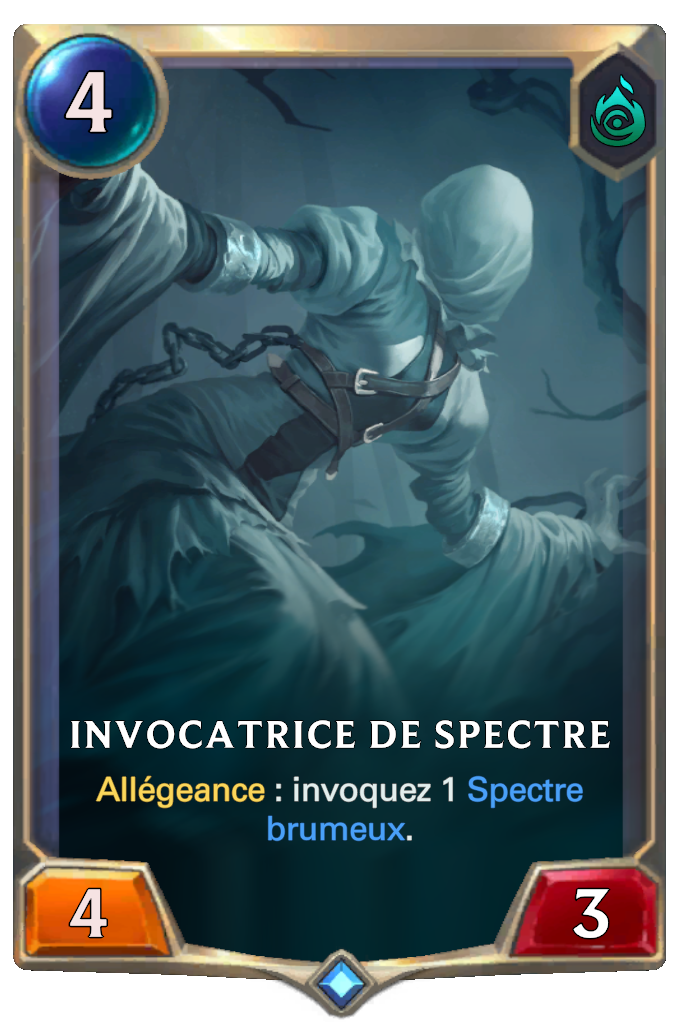 4
INVOCATRICE DE SPECTRE
Allégeance : invoquez 1 Spectre
brumeux.
4 3